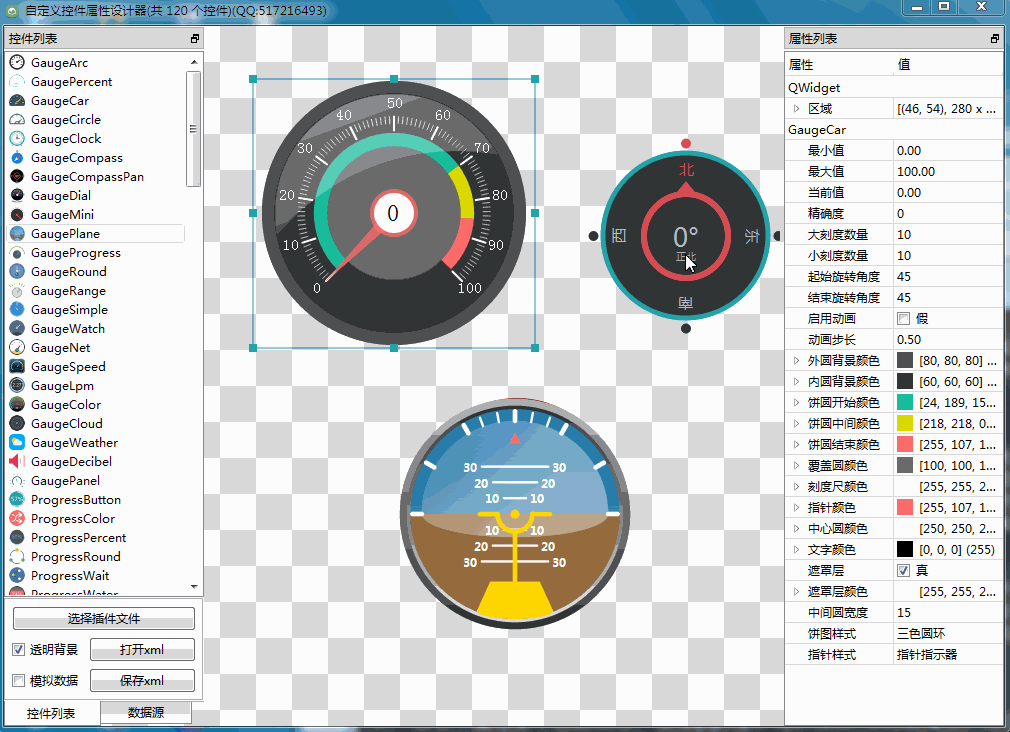 自定义控件属性设计器(共 120 个控件)(QQ:517216493)
控件列表
GaugeArc
GaugePercent
GaugeCar
GaugeCircle
GaugeClock
GaugeCompass
GaugeCompassPan
GaugeDial
GaugeMini
GaugePlane
GaugeProgress
GaugeRound
GaugeRange
GaugeSimple
GaugeWatch
GaugeNet
GaugeSpeed
GaugeLpm
GaugeColor
GaugeCloud
GaugeWeather
GaugeDecibel
GaugePanel
ProgressButton
ProgressColor
ProgressPercent
ProgressRound
ProgressWait
ProgressWater
选择插件文件
透明背景
打开xml
模拟数据
保存xml
控件列表
数据源
0
10
20
30
40
50
60
70
80
90
100
0
北
西
东
南
0°
正北
30 30
20 20
10 10
10 10
20 20
30 30
属性列表
属性 值
QWidget
区域 [(46, 54), 280 x ...
GaugeCar
最小值 0.00
最大值 100.00
当前值 0.00
精确度 0
大刻度数量 10
小刻度数量 10
起始旋转角度 45
结束旋转角度 45
启用动画 假
动画步长 0.50
外圆背景颜色 [80, 80, 80] ...
内圆背景颜色 [60, 60, 60] ...
饼圆开始颜色 [24, 189, 15...
饼圆中间颜色 [218, 218, 0...
饼圆结束颜色 [255, 107, 1...
覆盖圆颜色 [100, 100, 1...
刻度尺颜色 [255, 255, 2...
指针颜色 [255, 107, 1...
中心圆颜色 [250, 250, 2...
文字颜色 [0, 0, 0] (255)
遮罩层 真
遮罩层颜色 [255, 255, 2...
中间圆宽度 15
饼图样式 三色圆环
指针样式 指针指示器